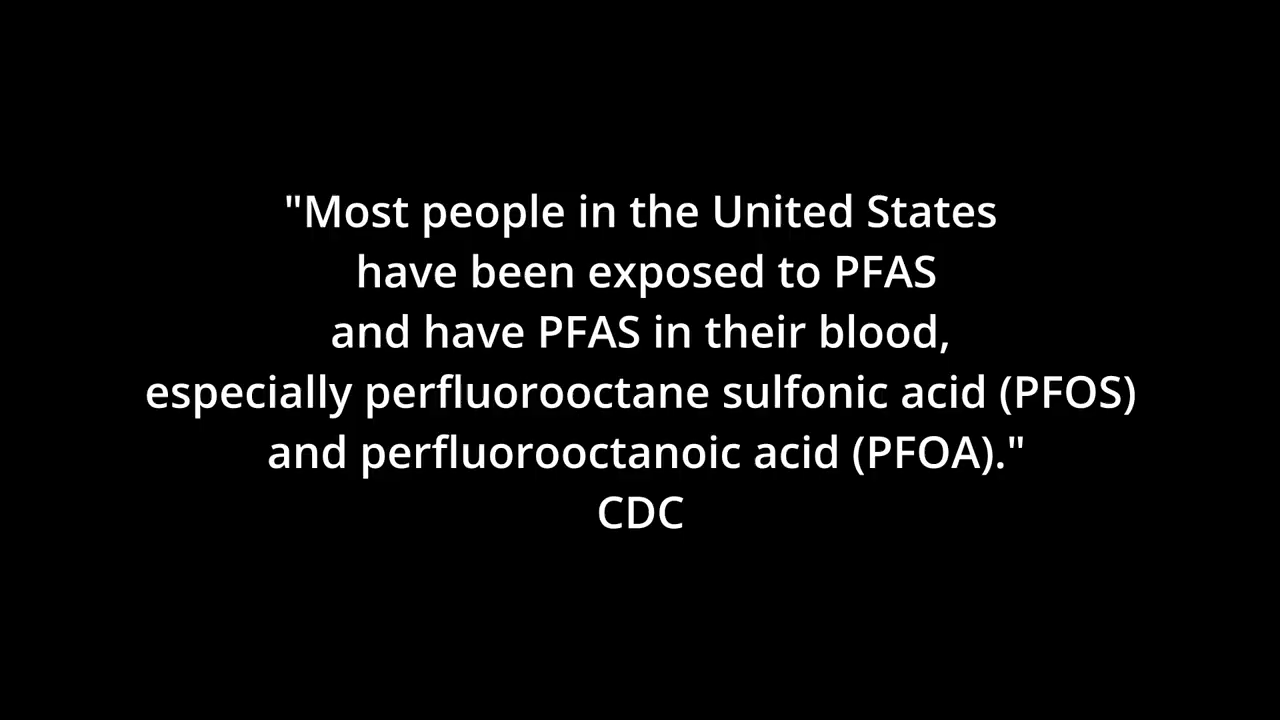 "Most people in the United States
have been exposed to PFAS
and have PFAS in their blood,
especially perfluorooctane sulfonic acid (PFOS)
and perfluorooctanoic acid (PFOA)."
CDC